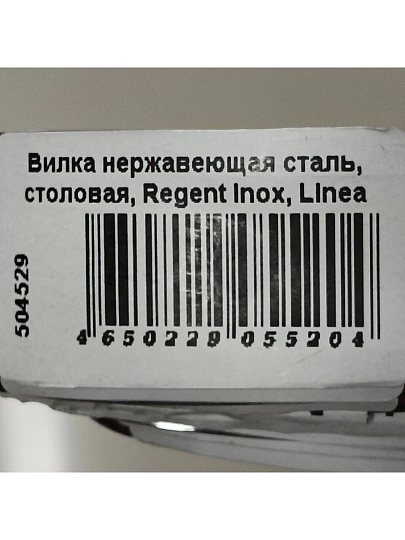 Вилка нержавеющая сталь,
столовая, Regent Inox, Linea
504529
4 650229 055204